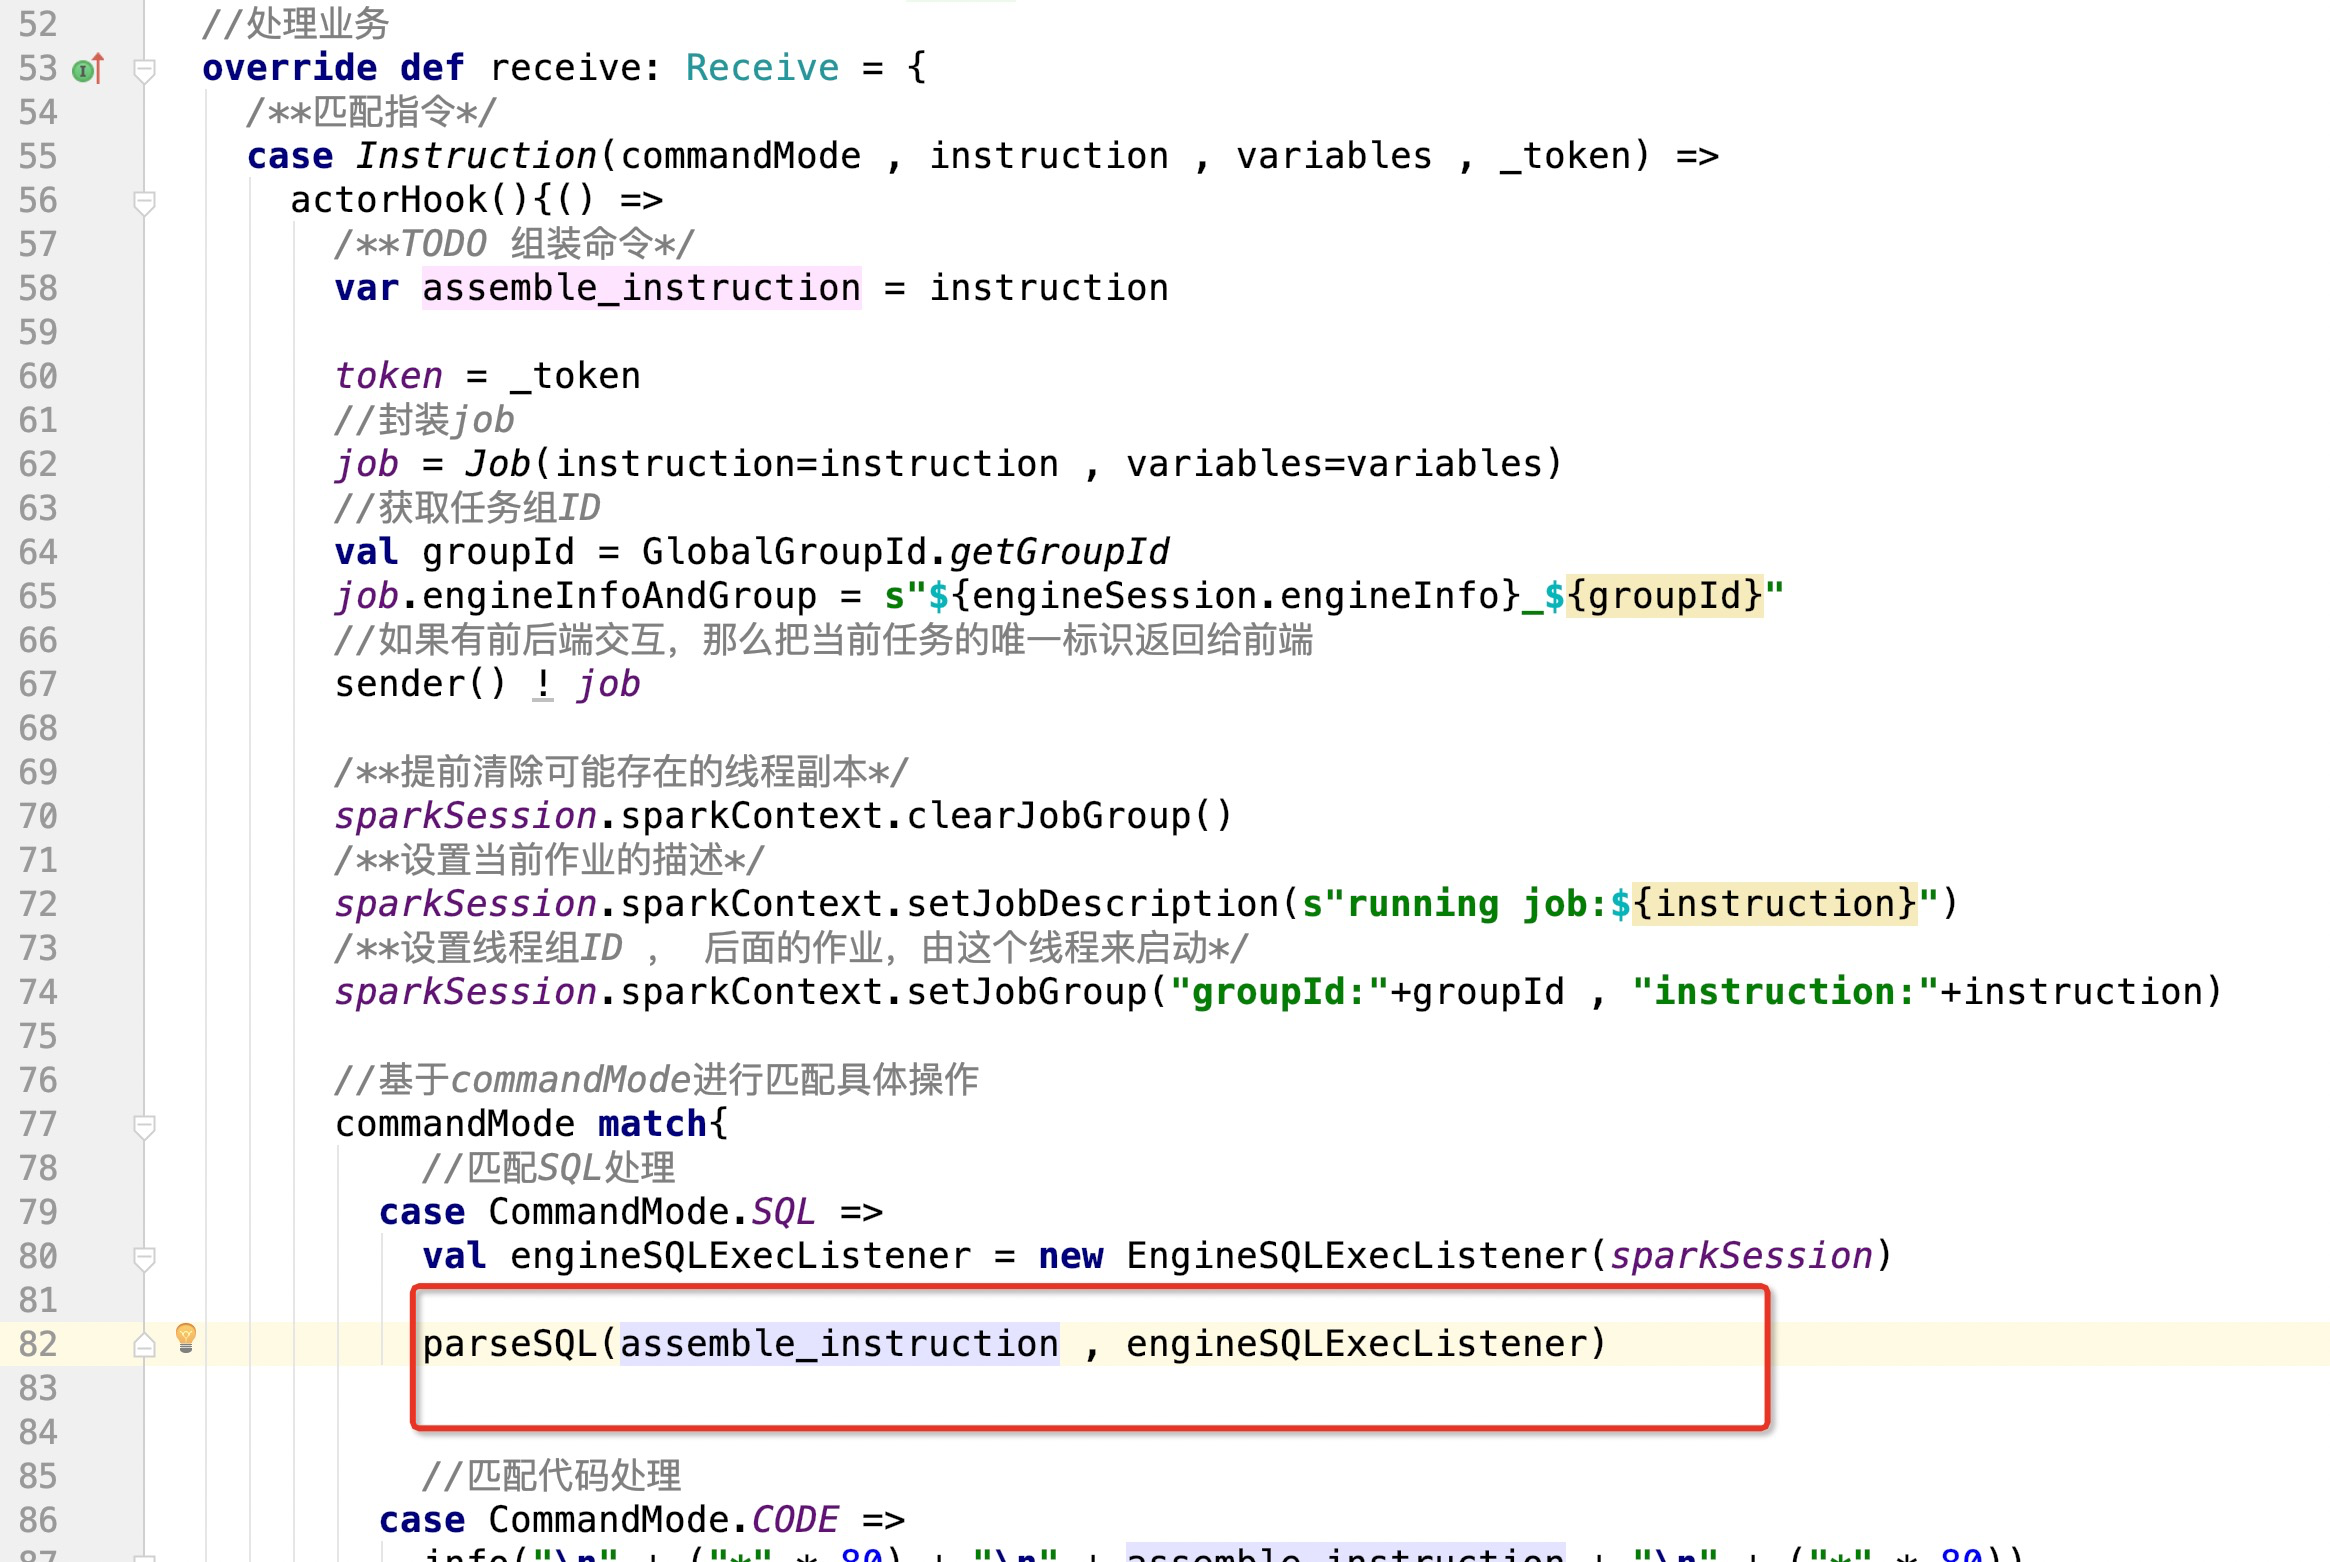 52 //处理业务
53 override def receive: Receive = {
54 /**匹配指令*/
55 case Instruction(commandMode , instruction , variables , _token) =>
56 actorHook(){() =>
57 /**TODO 组装命令*/
58 var assemble_instruction = instruction
59
60 token = _token
61 //封装job
62 job = Job(instruction=instruction , variables=variables)
63 //获取任务组ID
64 val groupId = GlobalGroupId.getGroupId
65 job.engineInfoAndGroup = s"${engineSession.engineInfo}_${groupId}"
66 //如果有前后端交互，那么把当前任务的唯一标识返回给前端
67 sender() ! job
68
69 /**提前清除可能存在的线程副本*/
70 sparkSession.sparkContext.clearJobGroup()
71 /**设置当前作业的描述*/
72 sparkSession.sparkContext.setJobDescription(s"running job:${instruction}")
73 /**设置线程组ID ， 后面的作业，由这个线程来启动*/
74 sparkSession.sparkContext.setJobGroup("groupId:"+groupId , "instruction:"+instruction)
75
76 //基于commandMode进行匹配具体操作
77 commandMode match{
78 //匹配SQL处理
79 case CommandMode.SQL =>
80 val engineSQLExecListener = new EngineSQLExecListener(sparkSession)
81
82 parseSQL(assemble_instruction , engineSQLExecListener)
83
84
85 //匹配代码处理
86 case CommandMode.CODE =>
87 info("\n" + ("*" * 80) + "\n" + assemble_instruction + "\n" + ("*" * 80))